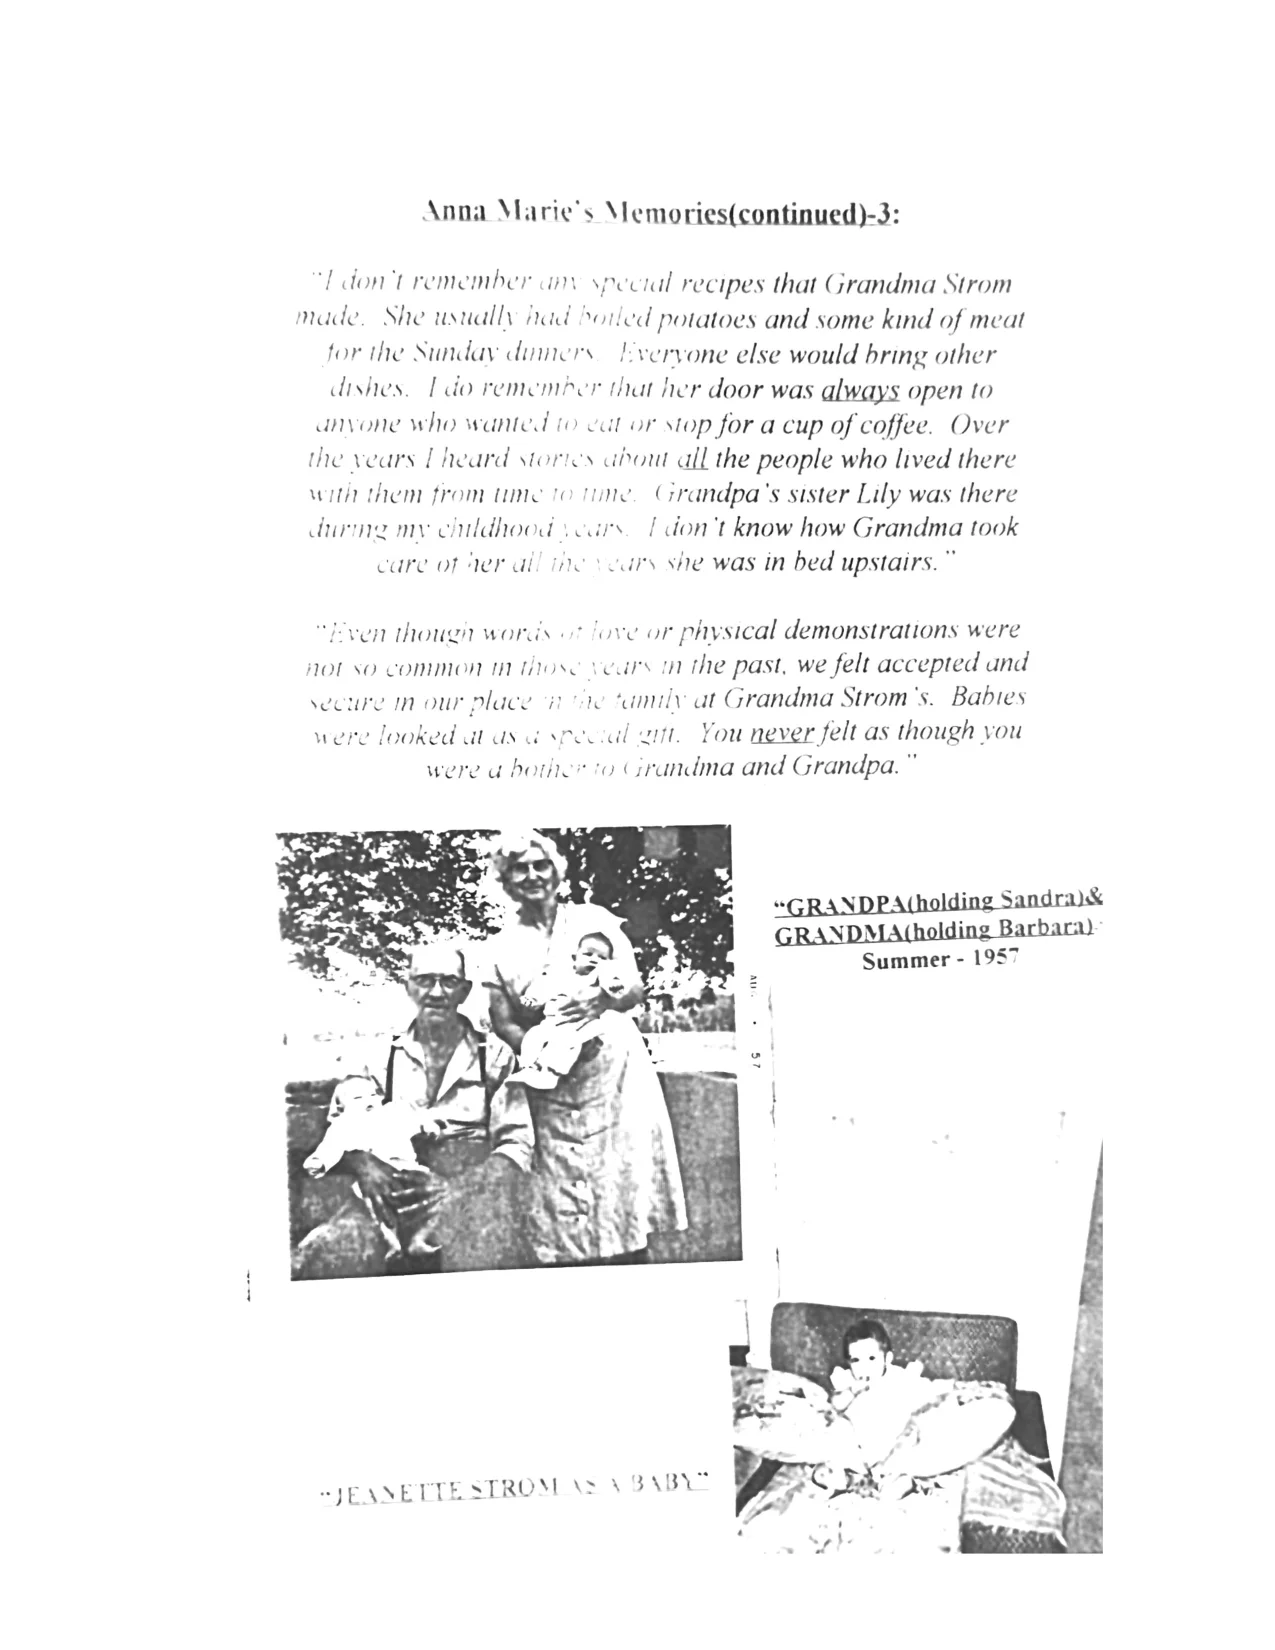 Anna Marie's Memories(continued)-3:
"I don't remember any special recipes that Grandma Strom
made. She usually had boiled potatoes and some kind of meat
for the Sunday dinners. Everyone else would bring other
dishes. I do remember that her door was always open to
anyone who wanted to eat or stop for a cup of coffee. Over
the years I heard stories about all the people who lived there
with them from time to time. Grandpa's sister Lily was there
during my childhood years. I don't know how Grandma took
care of her all the years she was in bed upstairs."
"Even though words of love or physical demonstrations were
not so common in those years in the past, we felt accepted and
secure in our place in the family at Grandma Strom's. Babies
were looked at as a special gift. You never felt as though you
were a bother to Grandma and Grandpa."
"GRANDPA(holding Sandra)&
GRANDMA(holding Barbara)
Summer - 1957
• 57
"JEANETTE STROM AS A BABY"